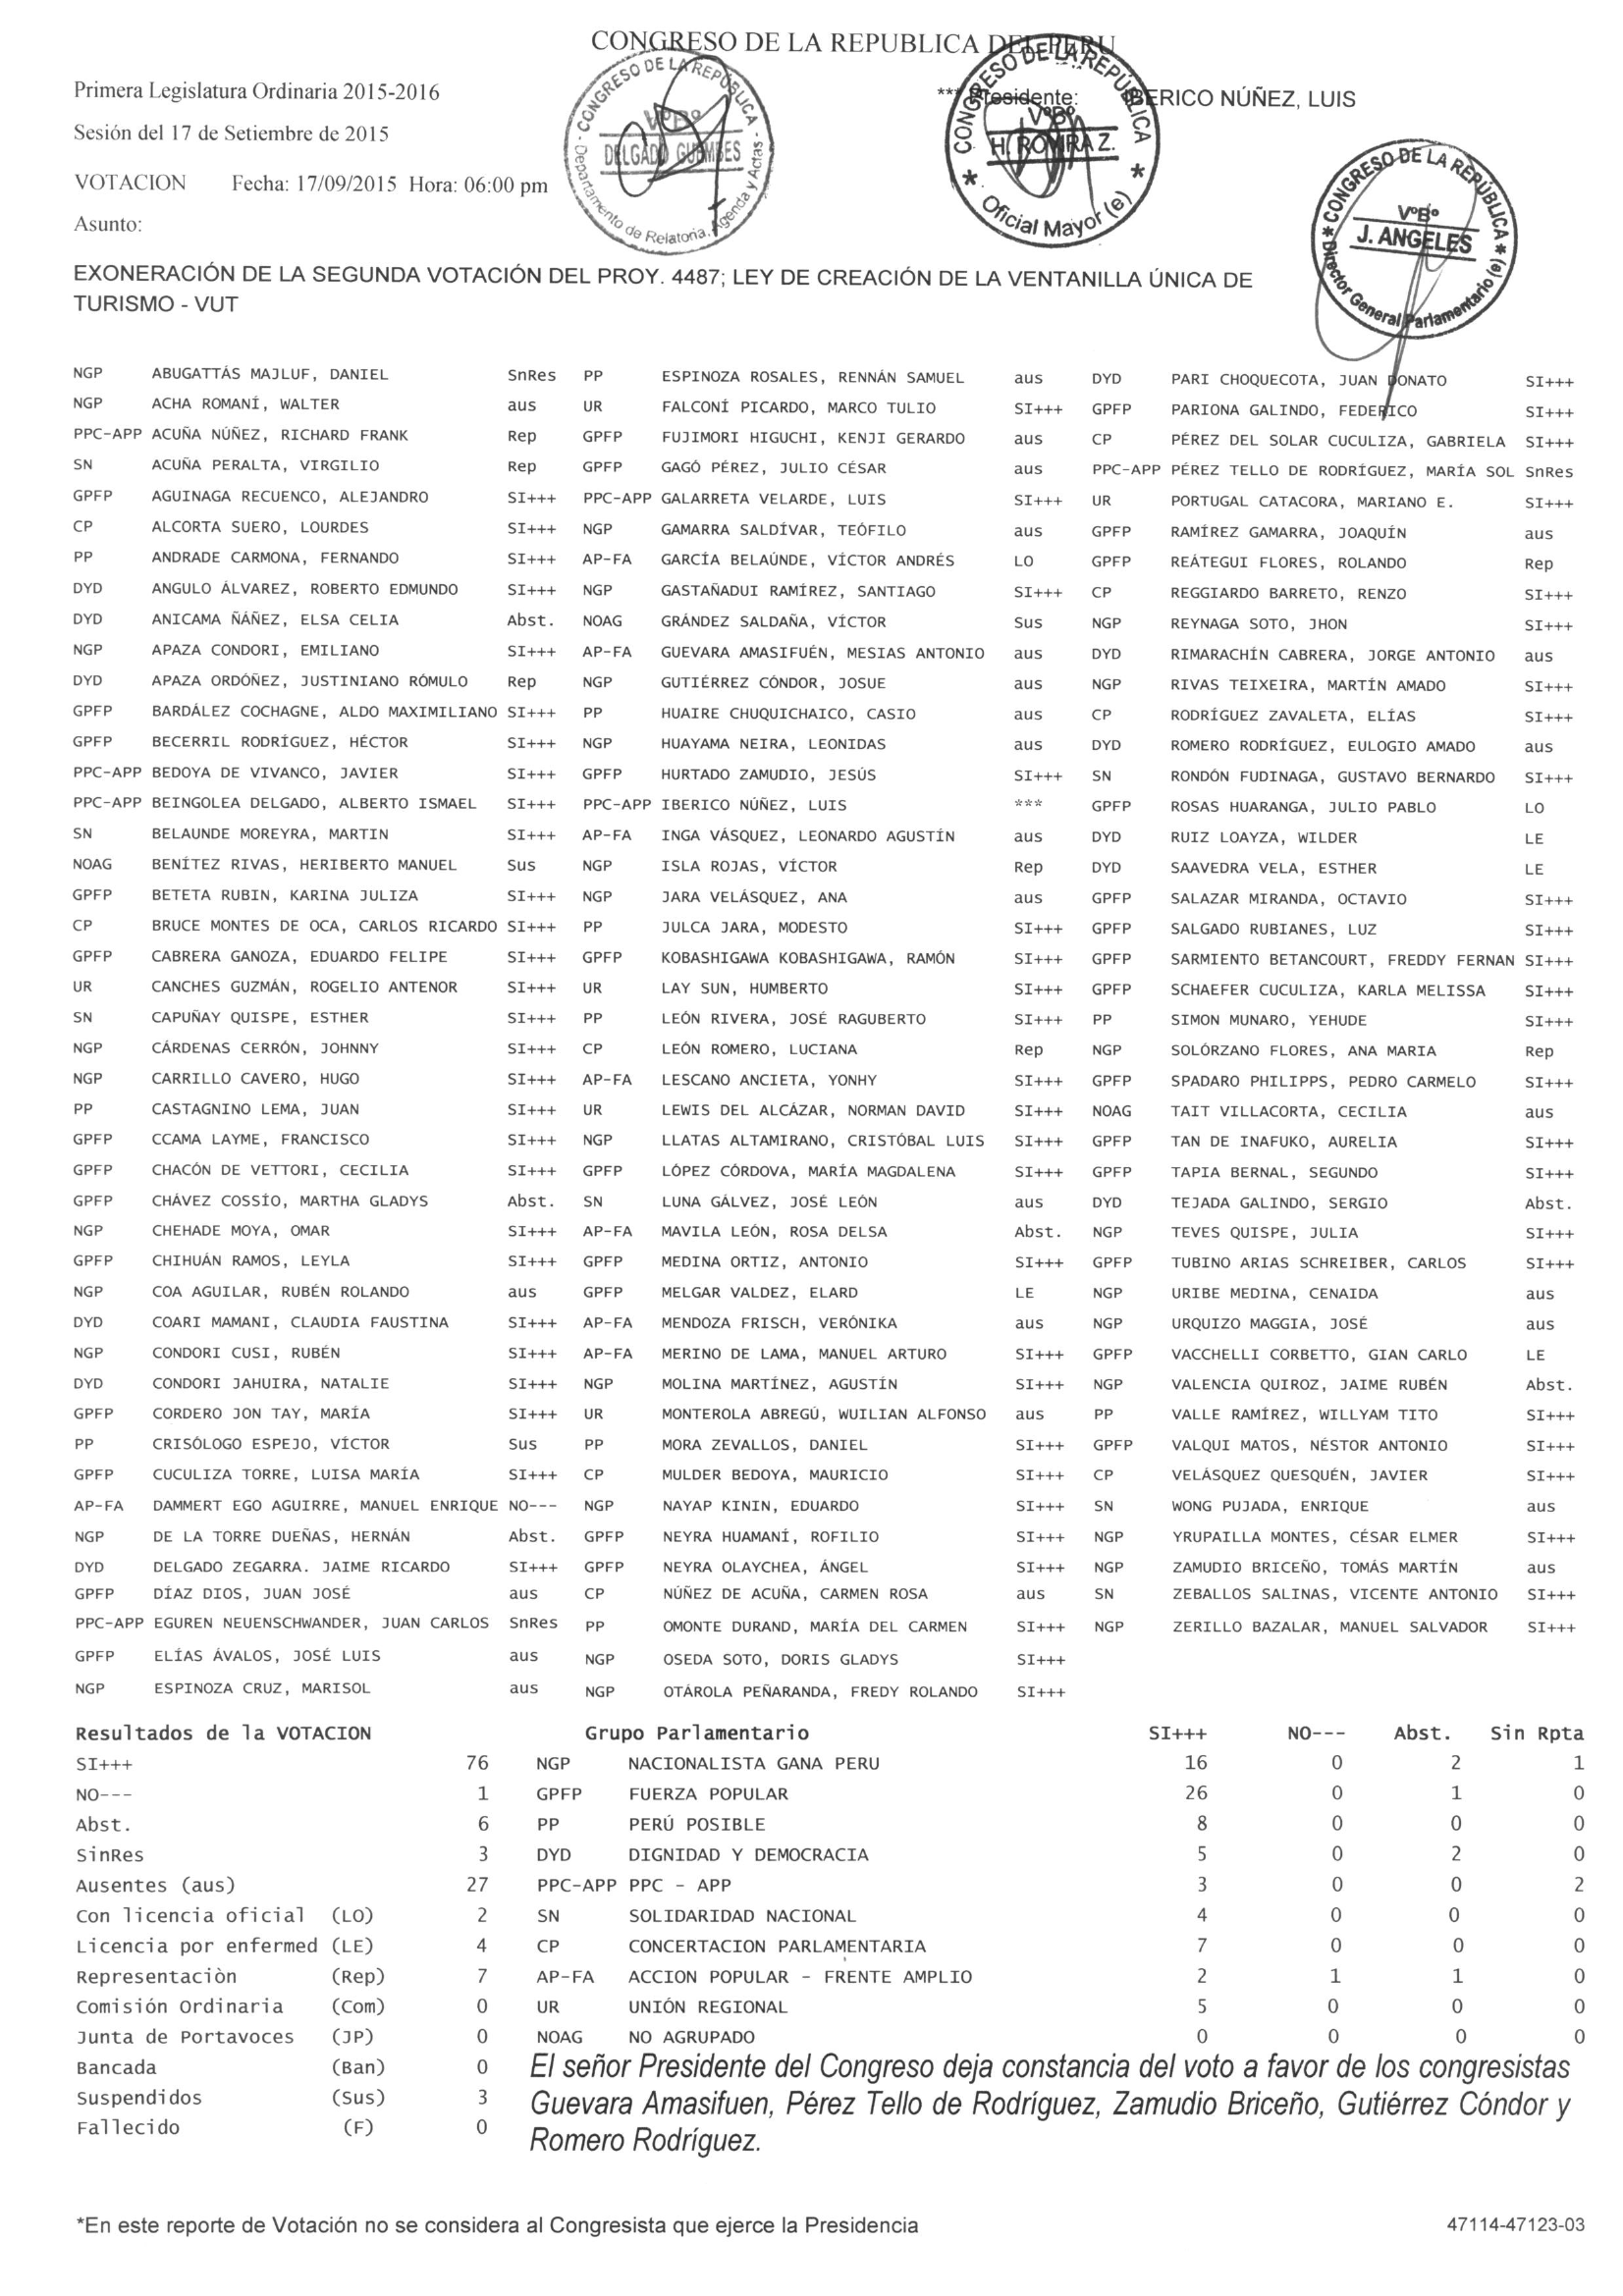 CONGRESO DE LA REPUBLICA DEL PERU
Primera Legislatura Ordinaria 2015-2016
*** Presidente: IBERICO NÚÑEZ, LUIS
Sesión del 17 de Setiembre de 2015
VOTACION Fecha: 17/09/2015 Hora: 06:00 pm
Asunto:
CONGRESO DE LA REPÚBLICA
VºBº
DELGADO GUEMBES
Departamento de Relatoria, Agenda y Actas
CONGRESO DE LA REPÚBLICA
VºBº
H. ROVIRA Z.
Oficial Mayor (e)
CONGRESO DE LA REPÚBLICA
VºBº
J. ANGELES
Director General Parlamentario (e)
EXONERACIÓN DE LA SEGUNDA VOTACIÓN DEL PROY. 4487; LEY DE CREACIÓN DE LA VENTANILLA ÚNICA DE
TURISMO - VUT
NGP ABUGATTÁS MAJLUF, DANIEL SnRes PP ESPINOZA ROSALES, RENNÁN SAMUEL aus DYD PARI CHOQUECOTA, JUAN DONATO SI+++
NGP ACHA ROMANÍ, WALTER aus UR FALCONÍ PICARDO, MARCO TULIO SI+++ GPFP PARIONA GALINDO, FEDERICO SI+++
PPC-APP ACUÑA NÚÑEZ, RICHARD FRANK Rep GPFP FUJIMORI HIGUCHI, KENJI GERARDO aus CP PÉREZ DEL SOLAR CUCULIZA, GABRIELA SI+++
SN ACUÑA PERALTA, VIRGILIO Rep GPFP GAGÓ PÉREZ, JULIO CÉSAR aus PPC-APP PÉREZ TELLO DE RODRÍGUEZ, MARÍA SOL SnRes
GPFP AGUINAGA RECUENCO, ALEJANDRO SI+++ PPC-APP GALARRETA VELARDE, LUIS SI+++ UR PORTUGAL CATACORA, MARIANO E. SI+++
CP ALCORTA SUERO, LOURDES SI+++ NGP GAMARRA SALDÍVAR, TEÓFILO aus GPFP RAMÍREZ GAMARRA, JOAQUÍN aus
PP ANDRADE CARMONA, FERNANDO SI+++ AP-FA GARCÍA BELAÚNDE, VÍCTOR ANDRÉS LO GPFP REÁTEGUI FLORES, ROLANDO Rep
DYD ANGULO ÁLVAREZ, ROBERTO EDMUNDO SI+++ NGP GASTAÑADUI RAMÍREZ, SANTIAGO SI+++ CP REGGIARDO BARRETO, RENZO SI+++
DYD ANICAMA ÑÁÑEZ, ELSA CELIA Abst. NOAG GRÁNDEZ SALDAÑA, VÍCTOR Sus NGP REYNAGA SOTO, JHON SI+++
NGP APAZA CONDORI, EMILIANO SI+++ AP-FA GUEVARA AMASIFUÉN, MESIAS ANTONIO aus DYD RIMARACHÍN CABRERA, JORGE ANTONIO aus
DYD APAZA ORDÓÑEZ, JUSTINIANO RÓMULO Rep NGP GUTIÉRREZ CÓNDOR, JOSUE aus NGP RIVAS TEIXEIRA, MARTÍN AMADO SI+++
GPFP BARDÁLEZ COCHAGNE, ALDO MAXIMILIANO SI+++ PP HUAIRE CHUQUICHAICO, CASIO aus CP RODRÍGUEZ ZAVALETA, ELÍAS SI+++
GPFP BECERRIL RODRÍGUEZ, HÉCTOR SI+++ NGP HUAYAMA NEIRA, LEONIDAS aus DYD ROMERO RODRÍGUEZ, EULOGIO AMADO aus
PPC-APP BEDOYA DE VIVANCO, JAVIER SI+++ GPFP HURTADO ZAMUDIO, JESÚS SI+++ SN RONDÓN FUDINAGA, GUSTAVO BERNARDO SI+++
PPC-APP BEINGOLEA DELGADO, ALBERTO ISMAEL SI+++ PPC-APP IBERICO NÚÑEZ, LUIS *** GPFP ROSAS HUARANGA, JULIO PABLO LO
SN BELAUNDE MOREYRA, MARTIN SI+++ AP-FA INGA VÁSQUEZ, LEONARDO AGUSTÍN aus DYD RUIZ LOAYZA, WILDER LE
NOAG BENÍTEZ RIVAS, HERIBERTO MANUEL Sus NGP ISLA ROJAS, VÍCTOR Rep DYD SAAVEDRA VELA, ESTHER LE
GPFP BETETA RUBIN, KARINA JULIZA SI+++ NGP JARA VELÁSQUEZ, ANA aus GPFP SALAZAR MIRANDA, OCTAVIO SI+++
CP BRUCE MONTES DE OCA, CARLOS RICARDO SI+++ PP JULCA JARA, MODESTO SI+++ GPFP SALGADO RUBIANES, LUZ SI+++
GPFP CABRERA GANOZA, EDUARDO FELIPE SI+++ GPFP KOBASHIGAWA KOBASHIGAWA, RAMÓN SI+++ GPFP SARMIENTO BETANCOURT, FREDDY FERNAN SI+++
UR CANCHES GUZMÁN, ROGELIO ANTENOR SI+++ UR LAY SUN, HUMBERTO SI+++ GPFP SCHAEFER CUCULIZA, KARLA MELISSA SI+++
SN CAPUÑAY QUISPE, ESTHER SI+++ PP LEÓN RIVERA, JOSÉ RAGUBERTO SI+++ PP SIMON MUNARO, YEHUDE SI+++
NGP CÁRDENAS CERRÓN, JOHNNY SI+++ CP LEÓN ROMERO, LUCIANA Rep NGP SOLÓRZANO FLORES, ANA MARIA Rep
NGP CARRILLO CAVERO, HUGO SI+++ AP-FA LESCANO ANCIETA, YONHY SI+++ GPFP SPADARO PHILIPPS, PEDRO CARMELO SI+++
PP CASTAGNINO LEMA, JUAN SI+++ UR LEWIS DEL ALCÁZAR, NORMAN DAVID SI+++ NOAG TAIT VILLACORTA, CECILIA aus
GPFP CCAMA LAYME, FRANCISCO SI+++ NGP LLATAS ALTAMIRANO, CRISTÓBAL LUIS SI+++ GPFP TAN DE INAFUKO, AURELIA SI+++
GPFP CHACÓN DE VETTORI, CECILIA SI+++ GPFP LÓPEZ CÓRDOVA, MARÍA MAGDALENA SI+++ GPFP TAPIA BERNAL, SEGUNDO SI+++
GPFP CHÁVEZ COSSÍO, MARTHA GLADYS Abst. SN LUNA GÁLVEZ, JOSÉ LEÓN aus DYD TEJADA GALINDO, SERGIO Abst.
NGP CHEHADE MOYA, OMAR SI+++ AP-FA MAVILA LEÓN, ROSA DELSA Abst. NGP TEVES QUISPE, JULIA SI+++
GPFP CHIHUÁN RAMOS, LEYLA SI+++ GPFP MEDINA ORTIZ, ANTONIO SI+++ GPFP TUBINO ARIAS SCHREIBER, CARLOS SI+++
NGP COA AGUILAR, RUBÉN ROLANDO aus GPFP MELGAR VALDEZ, ELARD LE NGP URIBE MEDINA, CENAIDA aus
DYD COARI MAMANI, CLAUDIA FAUSTINA SI+++ AP-FA MENDOZA FRISCH, VERÓNIKA aus NGP URQUIZO MAGGIA, JOSÉ aus
NGP CONDORI CUSI, RUBÉN SI+++ AP-FA MERINO DE LAMA, MANUEL ARTURO SI+++ GPFP VACCHELLI CORBETTO, GIAN CARLO LE
DYD CONDORI JAHUIRA, NATALIE SI+++ NGP MOLINA MARTÍNEZ, AGUSTÍN SI+++ NGP VALENCIA QUIROZ, JAIME RUBÉN Abst.
GPFP CORDERO JON TAY, MARÍA SI+++ UR MONTEROLA ABREGÚ, WUILIAN ALFONSO aus PP VALLE RAMÍREZ, WILLYAM TITO SI+++
PP CRISÓLOGO ESPEJO, VÍCTOR Sus PP MORA ZEVALLOS, DANIEL SI+++ GPFP VALQUI MATOS, NÉSTOR ANTONIO SI+++
GPFP CUCULIZA TORRE, LUISA MARÍA SI+++ CP MULDER BEDOYA, MAURICIO SI+++ CP VELÁSQUEZ QUESQUÉN, JAVIER SI+++
AP-FA DAMMERT EGO AGUIRRE, MANUEL ENRIQUE NO--- NGP NAYAP KININ, EDUARDO SI+++ SN WONG PUJADA, ENRIQUE aus
NGP DE LA TORRE DUEÑAS, HERNÁN Abst. GPFP NEYRA HUAMANÍ, ROFILIO SI+++ NGP YRUPAILLA MONTES, CÉSAR ELMER SI+++
DYD DELGADO ZEGARRA. JAIME RICARDO SI+++ GPFP NEYRA OLAYCHEA, ÁNGEL SI+++ NGP ZAMUDIO BRICEÑO, TOMÁS MARTÍN aus
GPFP DÍAZ DIOS, JUAN JOSÉ aus CP NÚÑEZ DE ACUÑA, CARMEN ROSA aus SN ZEBALLOS SALINAS, VICENTE ANTONIO SI+++
PPC-APP EGUREN NEUENSCHWANDER, JUAN CARLOS SnRes PP OMONTE DURAND, MARÍA DEL CARMEN SI+++ NGP ZERILLO BAZALAR, MANUEL SALVADOR SI+++
GPFP ELÍAS ÁVALOS, JOSÉ LUIS aus NGP OSEDA SOTO, DORIS GLADYS SI+++
NGP ESPINOZA CRUZ, MARISOL aus NGP OTÁROLA PEÑARANDA, FREDY ROLANDO SI+++
Resultados de la VOTACION Grupo Parlamentario SI+++ NO--- Abst. Sin Rpta
SI+++ 76 NGP NACIONALISTA GANA PERU 16 0 2 1
NO--- 1 GPFP FUERZA POPULAR 26 0 1 0
Abst. 6 PP PERÚ POSIBLE 8 0 0 0
SinRes 3 DYD DIGNIDAD Y DEMOCRACIA 5 0 2 0
Ausentes (aus) 27 PPC-APP PPC - APP 3 0 0 2
Con licencia oficial (LO) 2 SN SOLIDARIDAD NACIONAL 4 0 0 0
Licencia por enfermed (LE) 4 CP CONCERTACION PARLAMENTARIA 7 0 0 0
Representaciòn (Rep) 7 AP-FA ACCION POPULAR - FRENTE AMPLIO 2 1 1 0
Comisión Ordinaria (Com) 0 UR UNIÓN REGIONAL 5 0 0 0
Junta de Portavoces (JP) 0 NOAG NO AGRUPADO 0 0 0 0
Bancada (Ban) 0
Suspendidos (Sus) 3
Fallecido (F) 0
El señor Presidente del Congreso deja constancia del voto a favor de los congresistas
Guevara Amasifuen, Pérez Tello de Rodríguez, Zamudio Briceño, Gutiérrez Cóndor y
Romero Rodríguez.
*En este reporte de Votación no se considera al Congresista que ejerce la Presidencia 47114-47123-03